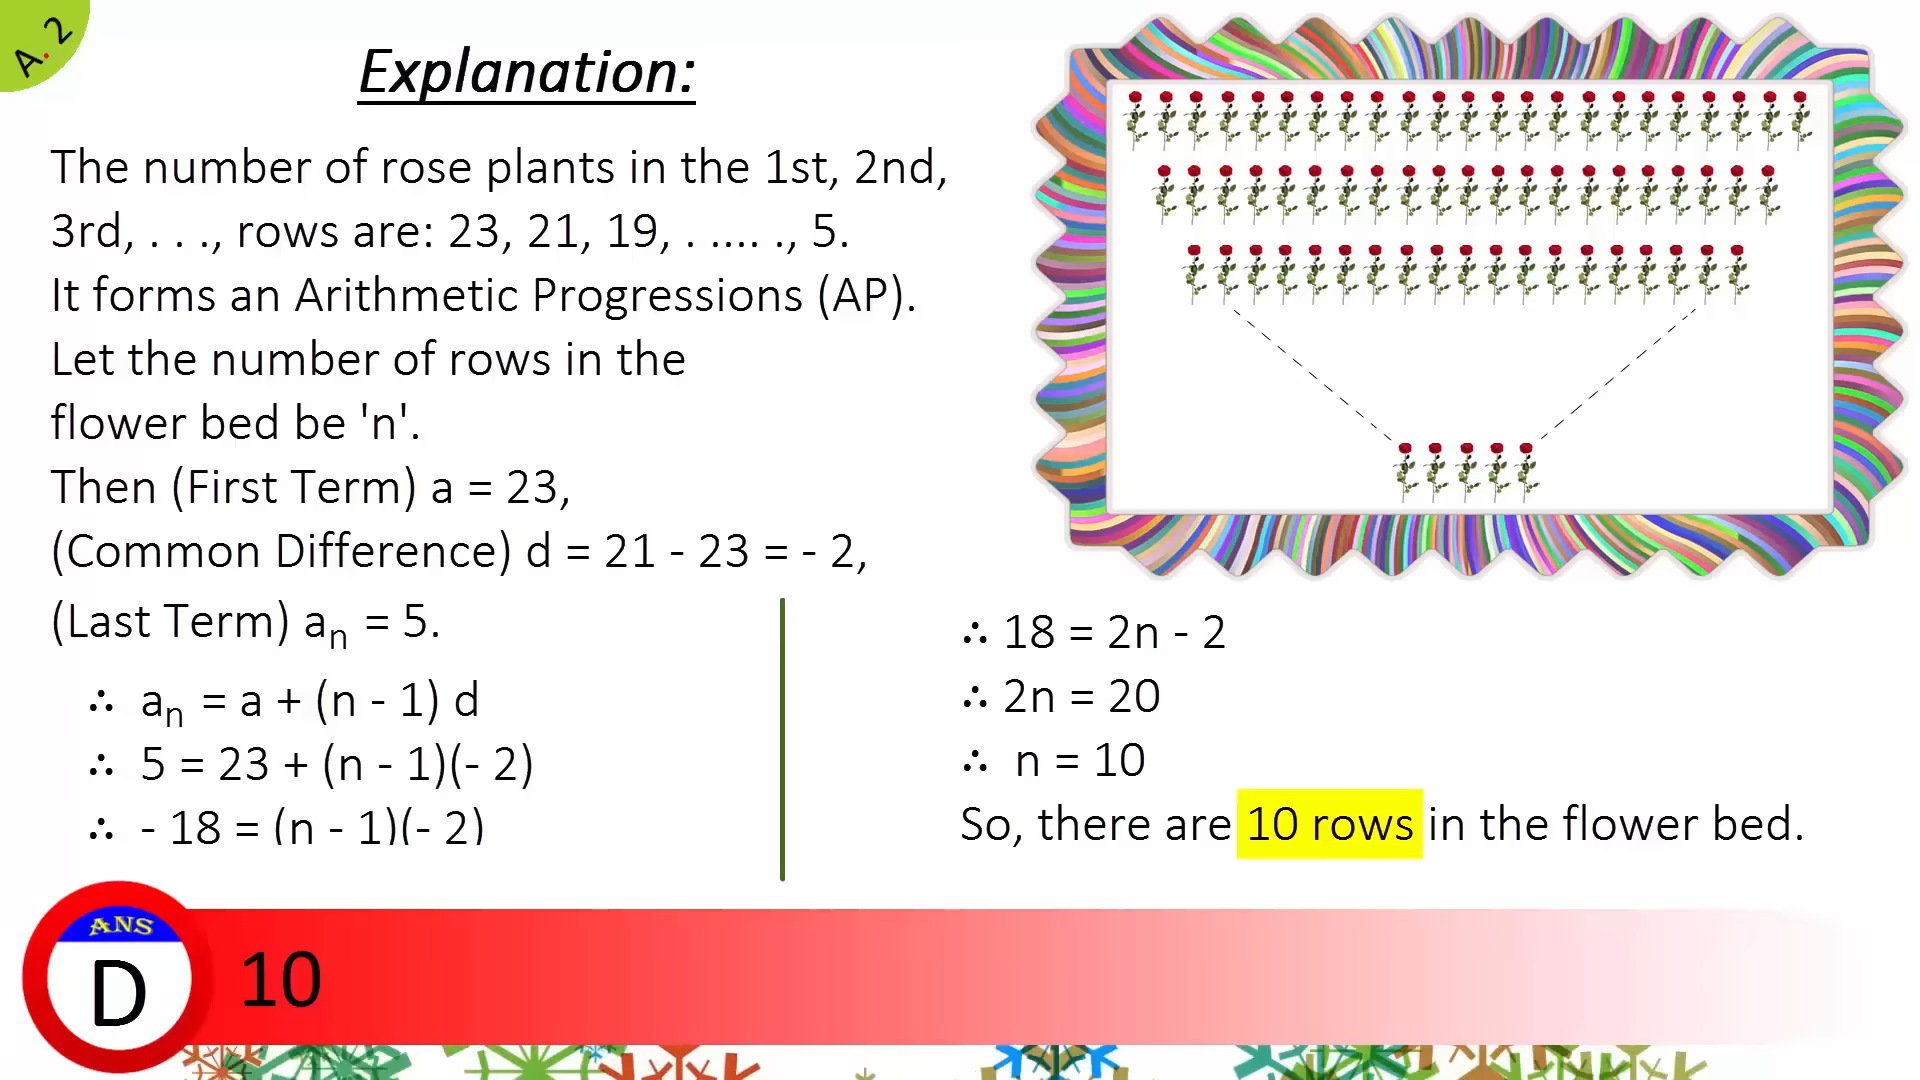 A. 2
Explanation:
The number of rose plants in the 1st, 2nd,
3rd, . . ., rows are: 23, 21, 19, . .... ., 5.
It forms an Arithmetic Progressions (AP).
Let the number of rows in the
flower bed be 'n'.
Then (First Term) a = 23,
(Common Difference) d = 21 - 23 = - 2,
(Last Term) aₙ = 5.
∴ aₙ = a + (n - 1) d
∴ 5 = 23 + (n - 1)(- 2)
∴ - 18 = (n - 1)(- 2)
∴ 18 = 2n - 2
∴ 2n = 20
∴ n = 10
So, there are 10 rows in the flower bed.
ANS
D
10